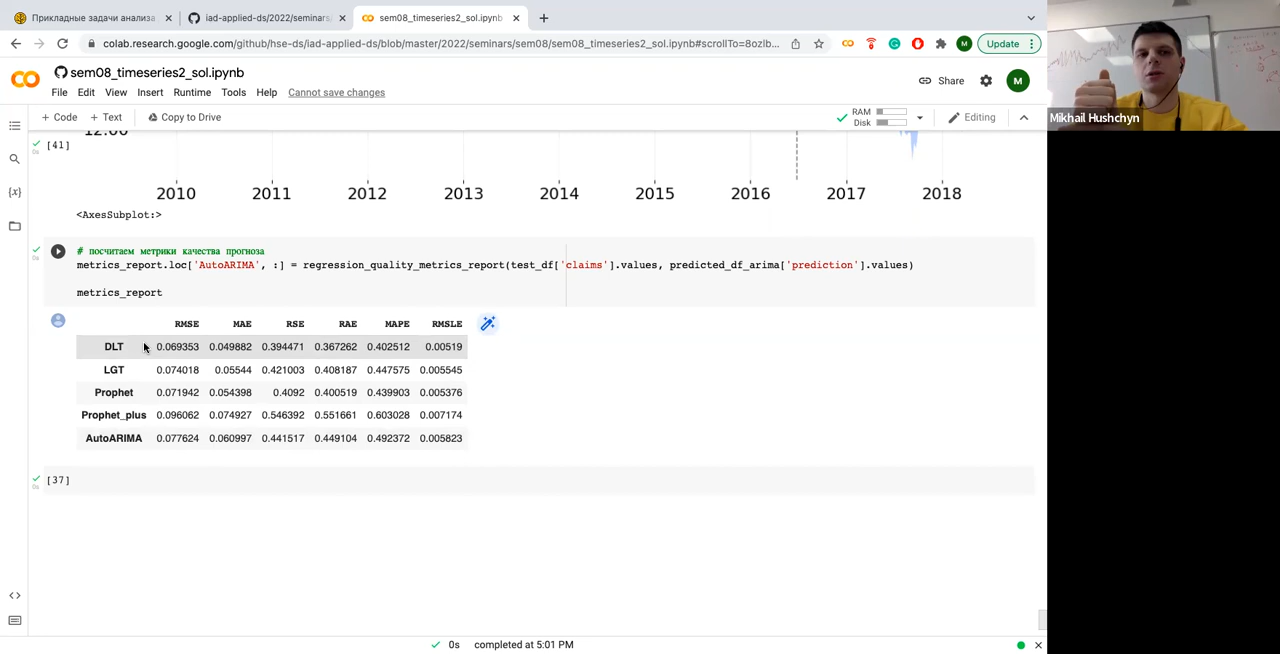 Прикладные задачи анализа
iad-applied-ds/2022/seminars
sem08_timeseries2_sol.ipynb
colab.research.google.com/github/hse-ds/iad-applied-ds/blob/master/2022/seminars/sem08/sem08_timeseries2_sol.ipynb#scrollTo=8ozlb...
M
Update
sem08_timeseries2_sol.ipynb
Share
M
File Edit View Insert Runtime Tools Help Cannot save changes
+ Code + Text Copy to Drive
RAM
Disk
Editing
Mikhail Hushchyn
12:00
[41]
2010 2011 2012 2013 2014 2015 2016 2017 2018
<AxesSubplot:>
# посчитаем метрики качества прогноза
metrics_report.loc['AutoARIMA', :] = regression_quality_metrics_report(test_df['claims'].values, predicted_df_arima['prediction'].values)
metrics_report
RMSE MAE RSE RAE MAPE RMSLE
DLT 0.069353 0.049882 0.394471 0.367262 0.402512 0.00519
LGT 0.074018 0.05544 0.421003 0.408187 0.447575 0.005545
Prophet 0.071942 0.054398 0.4092 0.400519 0.439903 0.005376
Prophet_plus 0.096062 0.074927 0.546392 0.551661 0.603028 0.007174
AutoARIMA 0.077624 0.060997 0.441517 0.449104 0.492372 0.005823
[37]
0s completed at 5:01 PM